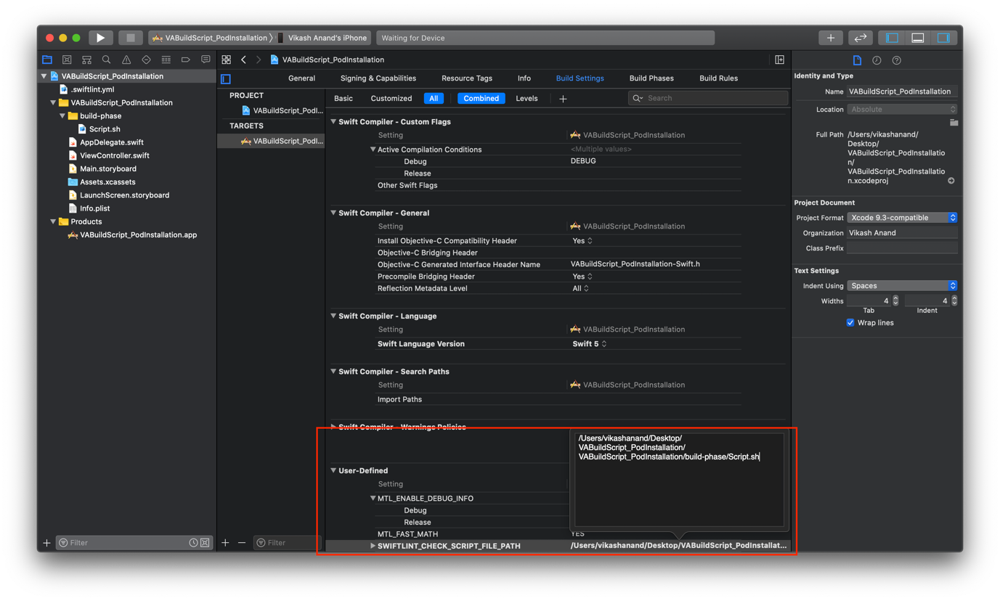 VABuildScript_PodInstallation 〉 Vikash Anand's iPhone
Waiting for Device
VABuildScript_PodInstallation
.swiftlint.yml
VABuildScript_PodInstallation
build-phase
Script.sh
AppDelegate.swift
ViewController.swift
Main.storyboard
Assets.xcassets
LaunchScreen.storyboard
Info.plist
Products
VABuildScript_PodInstallation.app
Filter
VABuildScript_PodInstallation
General Signing & Capabilities Resource Tags Info Build Settings Build Phases Build Rules
PROJECT
VABuildScript_PodI...
TARGETS
VABuildScript_PodI...
Filter
Basic Customized All Combined Levels + Search
Swift Compiler - Custom Flags
Setting VABuildScript_PodInstallation
Active Compilation Conditions <Multiple values>
Debug DEBUG
Release
Other Swift Flags
Swift Compiler - General
Setting VABuildScript_PodInstallation
Install Objective-C Compatibility Header Yes
Objective-C Bridging Header
Objective-C Generated Interface Header Name VABuildScript_PodInstallation-Swift.h
Precompile Bridging Header Yes
Reflection Metadata Level All
Swift Compiler - Language
Setting VABuildScript_PodInstallation
Swift Language Version Swift 5
Swift Compiler - Search Paths
Setting VABuildScript_PodInstallation
Import Paths
Swift Compiler - Warnings Policies
/Users/vikashanand/Desktop/
VABuildScript_PodInstallation/
VABuildScript_PodInstallation/build-phase/Script.sh
User-Defined
Setting
MTL_ENABLE_DEBUG_INFO
Debug
Release
MTL_FAST_MATH YES
SWIFTLINT_CHECK_SCRIPT_FILE_PATH /Users/vikashanand/Desktop/VABuildScript_PodInstallat...
Identity and Type
Name VABuildScript_PodInstallation
Location Absolute
Full Path /Users/vikashanand/
Desktop/
VABuildScript_PodInstallatio
n/
VABuildScript_PodInstallatio
n.xcodeproj
Project Document
Project Format Xcode 9.3-compatible
Organization Vikash Anand
Class Prefix
Text Settings
Indent Using Spaces
Widths 4 4
Tab Indent
Wrap lines